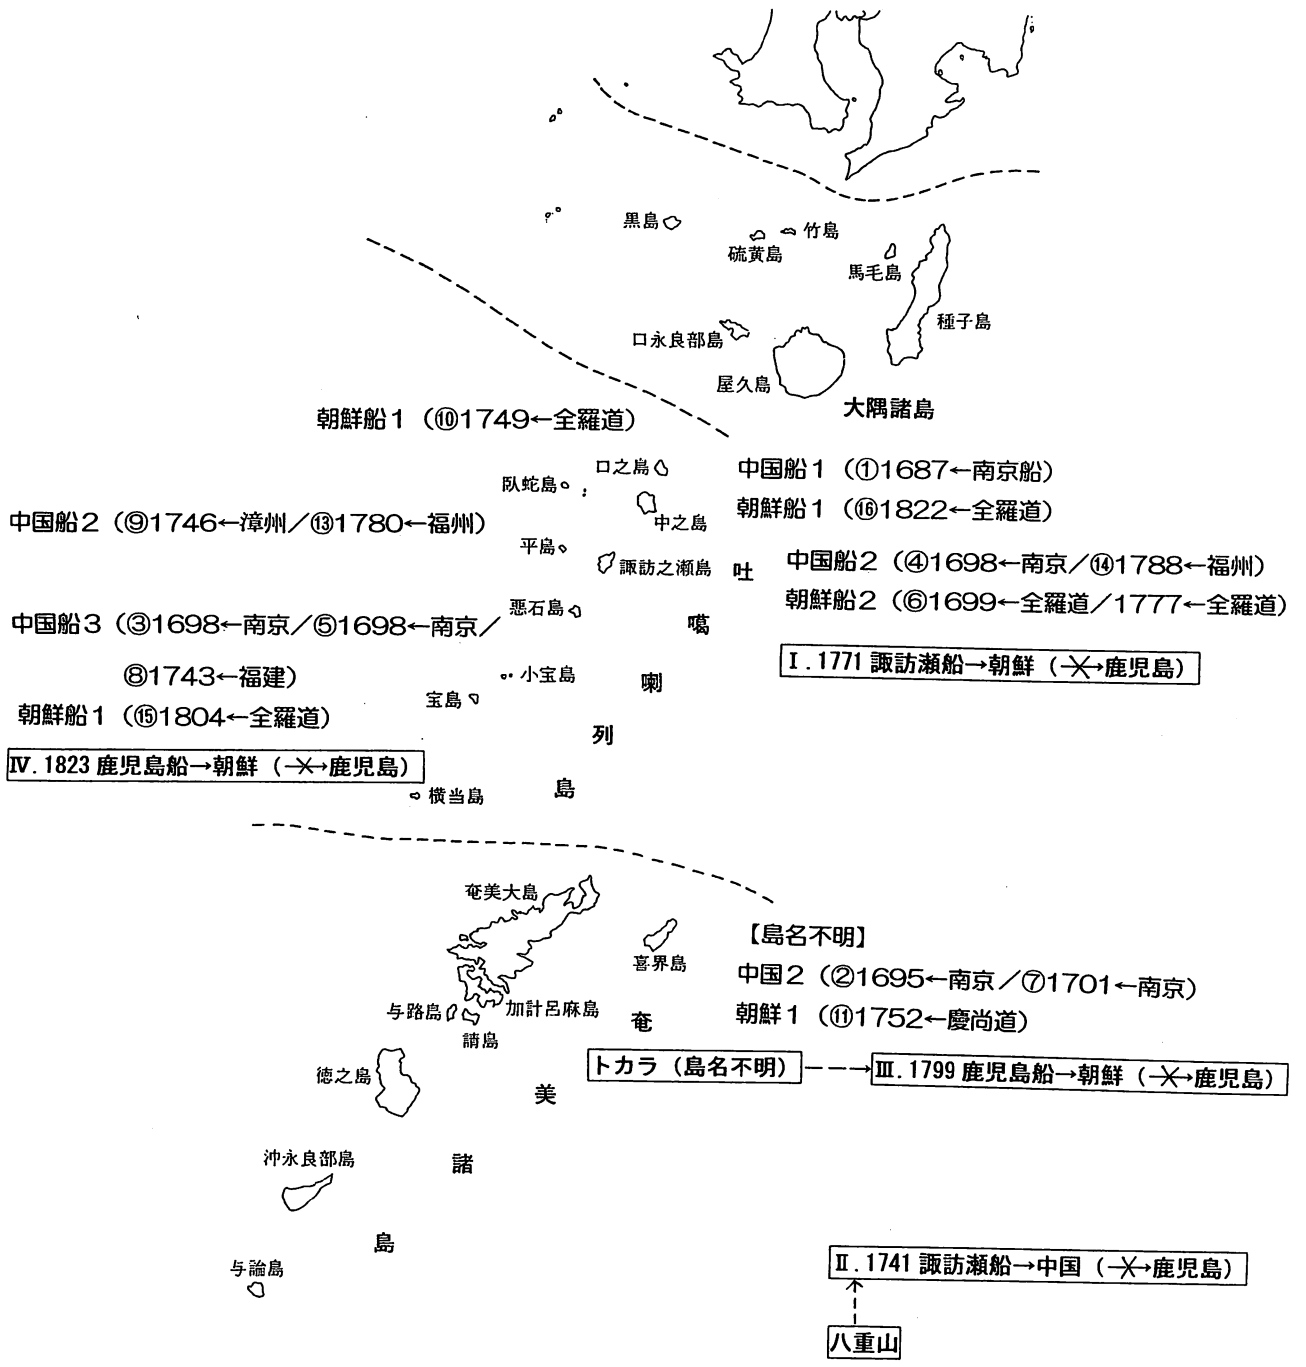 黒島
竹島
硫黄島
馬毛島
種子島
口永良部島
屋久島
大隅諸島
朝鮮船1（⑩1749←全羅道）
口之島
中国船1（①1687←南京船）
臥蛇島
朝鮮船1（⑯1822←全羅道）
中之島
中国船2（⑨1746←漳州／⑬1780←福州）
平島
諏訪之瀬島
中国船2（④1698←南京／⑭1788←福州）
朝鮮船2（⑥1699←全羅道／1777←全羅道）
悪石島
中国船3（③1698←南京／⑤1698←南京／
⑧1743←福建）
Ⅰ.1771 諏訪瀬船→朝鮮（→✕→鹿児島）
小宝島
宝島
朝鮮船1（⑮1804←全羅道）
Ⅳ.1823 鹿児島船→朝鮮（→✕→鹿児島）
横当島
吐噶喇列島
奄美大島
喜界島
【島名不明】
中国2（②1695←南京／⑦1701←南京）
朝鮮1（⑪1752←慶尚道）
与路島
加計呂麻島
請島
トカラ（島名不明）
Ⅲ.1799 鹿児島船→朝鮮（→✕→鹿児島）
徳之島
沖永良部島
与論島
奄美諸島
Ⅱ.1741 諏訪瀬船→中国（→✕→鹿児島）
八重山